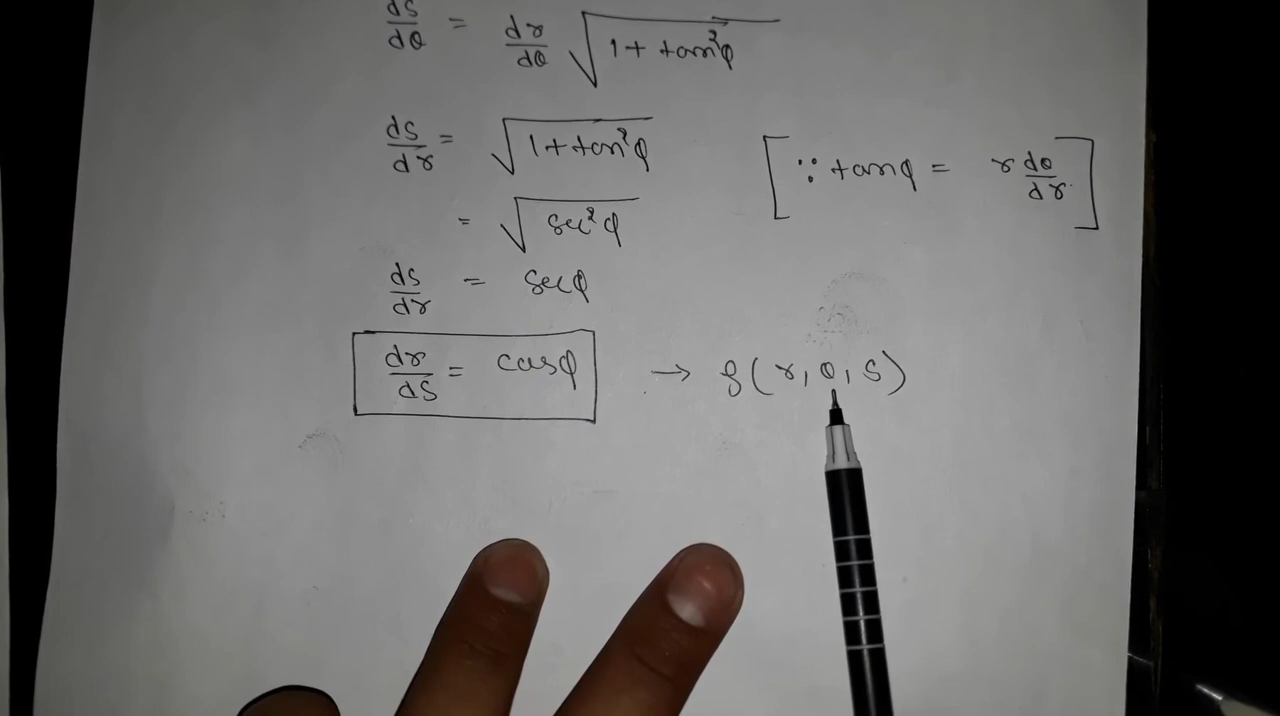 ds/dθ = dr/dθ √(1 + tan²φ)
ds/dr = √(1 + tan²φ) [∵ tanφ = r dθ/dr]
= √(sec²φ)
ds/dr = secφ
dr/ds = cosφ → f(r, θ, s)